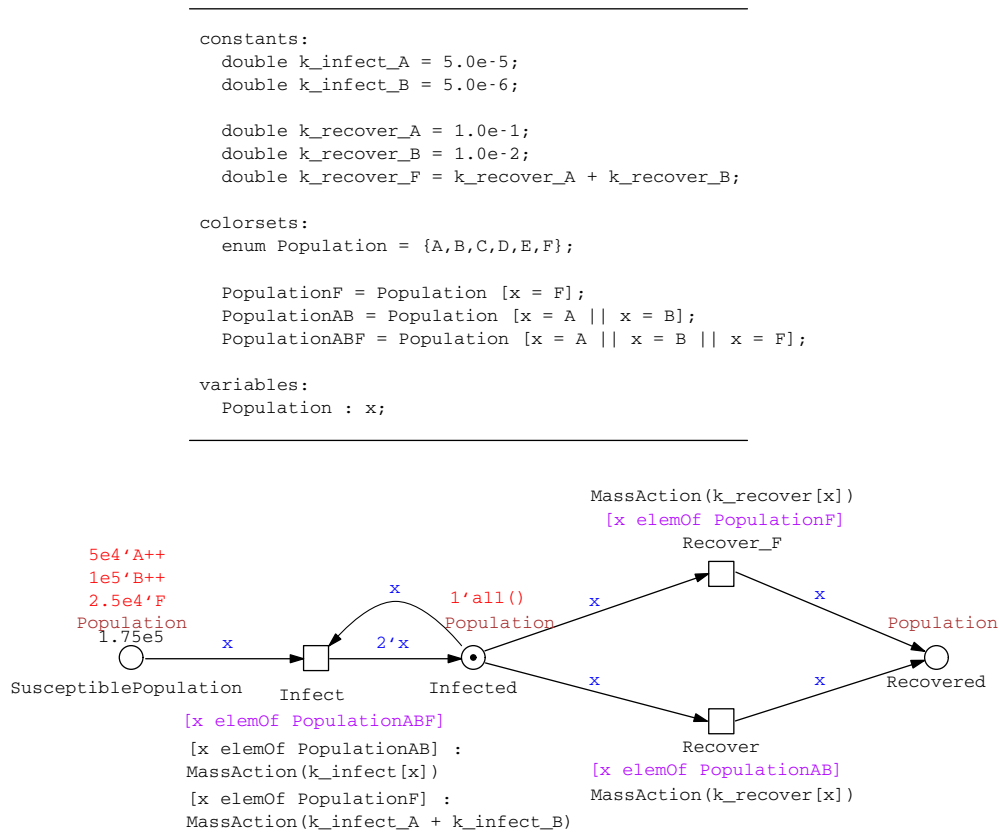 constants:
double k_infect_A = 5.0e-5;
double k_infect_B = 5.0e-6;
double k_recover_A = 1.0e-1;
double k_recover_B = 1.0e-2;
double k_recover_F = k_recover_A + k_recover_B;
colorsets:
enum Population = {A,B,C,D,E,F};
PopulationF = Population [x = F];
PopulationAB = Population [x = A || x = B];
PopulationABF = Population [x = A || x = B || x = F];
variables:
Population : x;
5e4‘A++
1e5‘B++
2.5e4‘F
Population
1.75e5
x
SusceptiblePopulation
x
2‘x
Infect
[x elemOf PopulationABF]
[x elemOf PopulationAB] :
MassAction(k_infect[x])
[x elemOf PopulationF] :
MassAction(k_infect_A + k_infect_B)
1‘all()
Population
Infected
x
x
MassAction(k_recover[x])
[x elemOf PopulationF]
Recover_F
x
x
Recover
[x elemOf PopulationAB]
MassAction(k_recover[x])
Population
Recovered